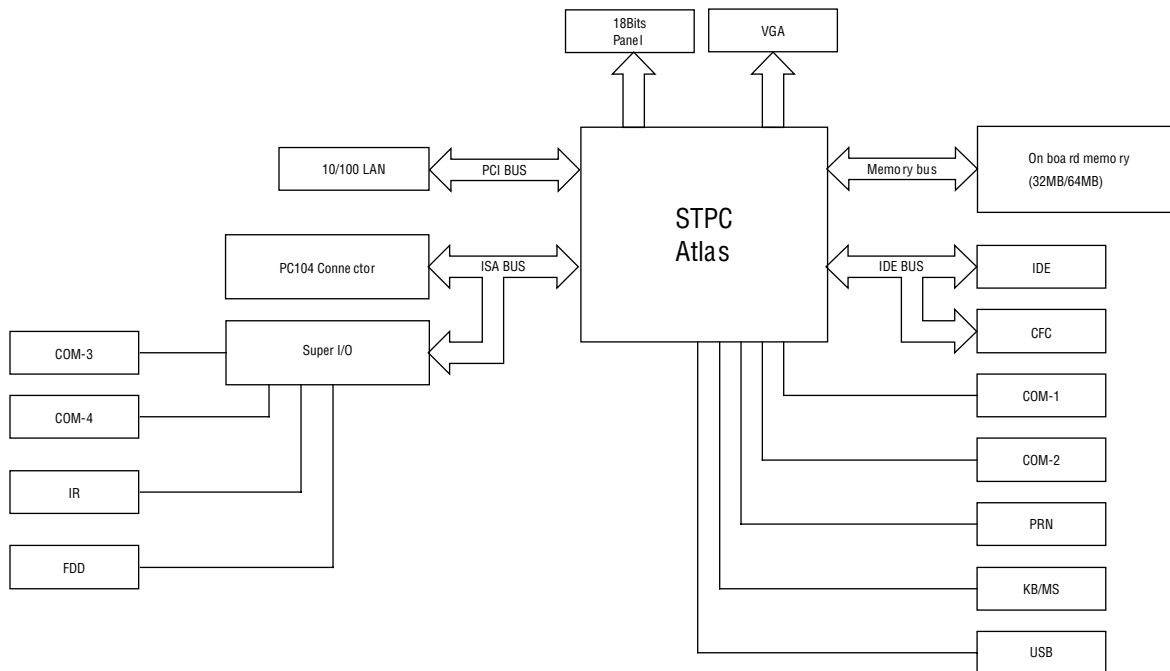 18Bits
Panel
VGA
10/100 LAN
PCI BUS
STPC
Atlas
Memory bus
On board memory
(32MB/64MB)
PC104 Connector
ISA BUS
IDE BUS
IDE
CFC
Super I/O
COM-3
COM-4
IR
FDD
COM-1
COM-2
PRN
KB/MS
USB